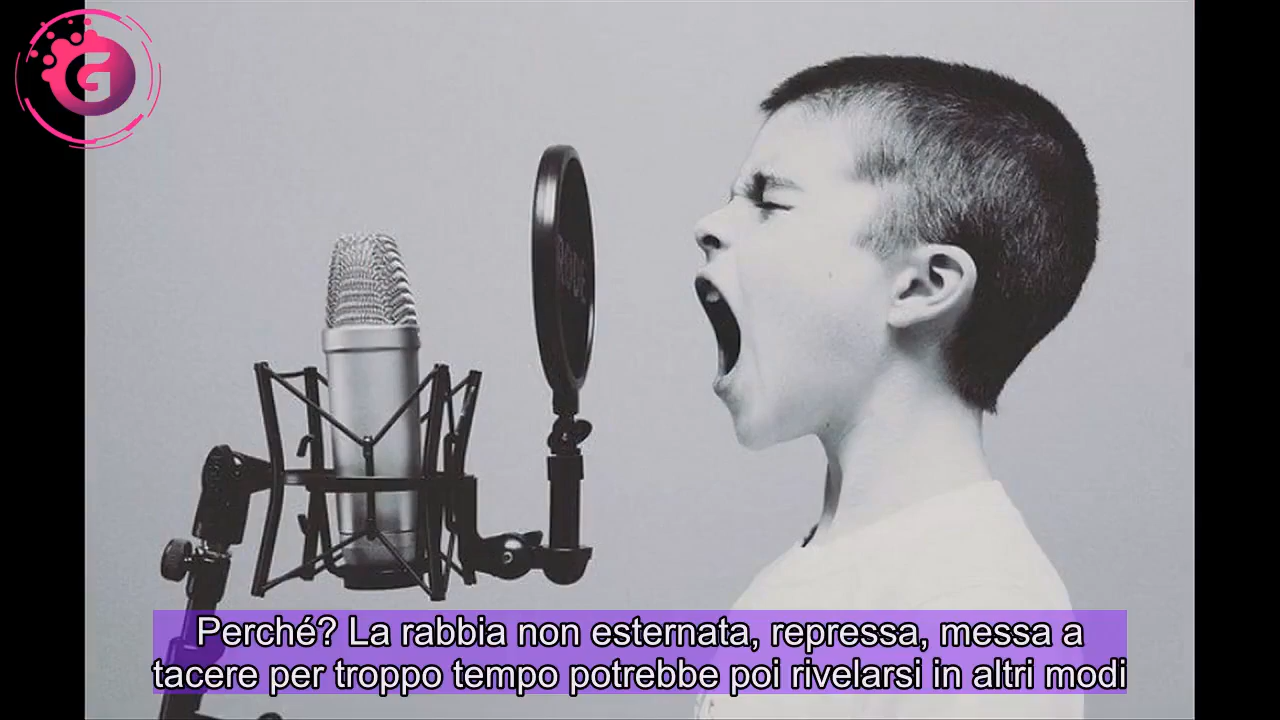 G
Perché? La rabbia non esternata, repressa, messa a
tacere per troppo tempo potrebbe poi rivelarsi in altri modi